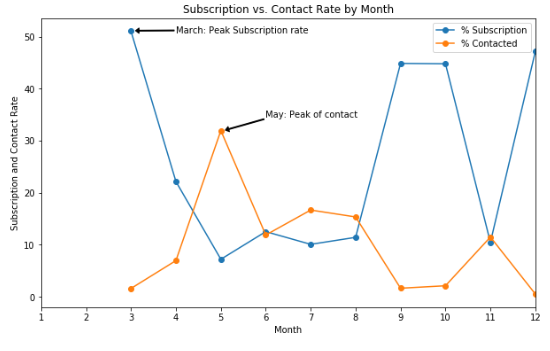 Subscription vs. Contact Rate by Month
50
40
30
20
10
0
Subscription and Contact Rate
March: Peak Subscription rate
May: Peak of contact
% Subscription
% Contacted
1 2 3 4 5 6 7 8 9 10 11 12
Month